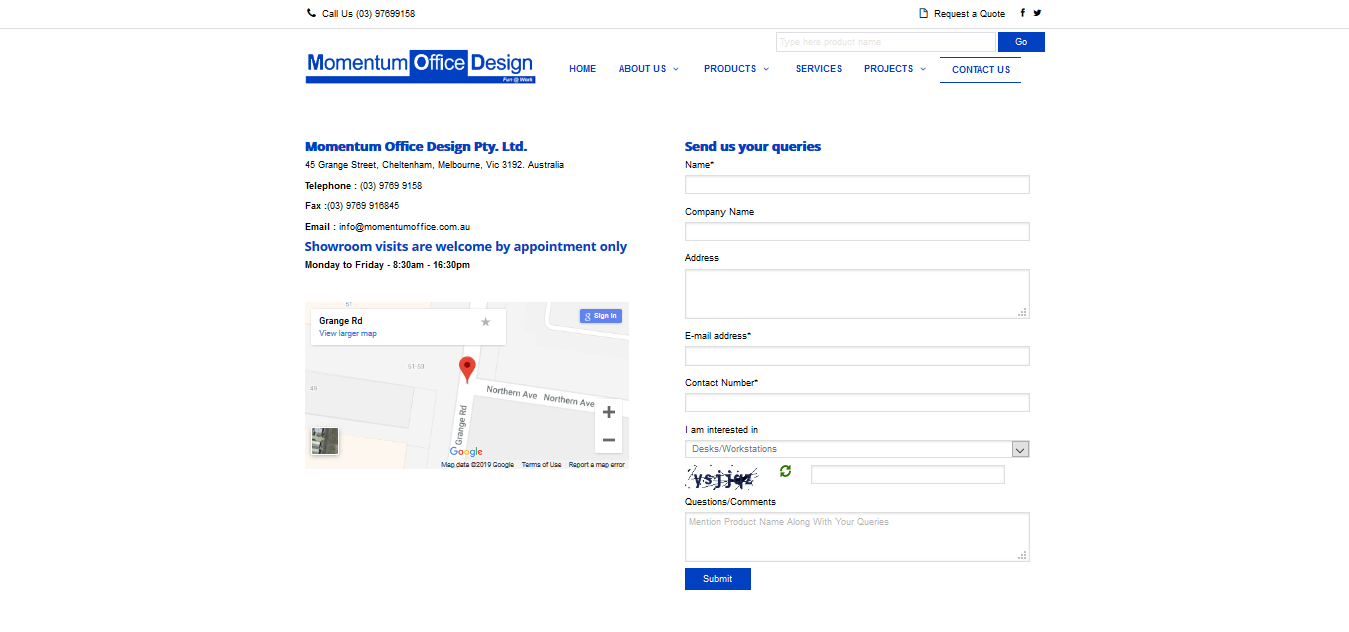 Call Us (03) 97699158
Request a Quote
Type here product name
Go
Momentum Office Design
Fun @ Work
HOME
ABOUT US
PRODUCTS
SERVICES
PROJECTS
CONTACT US
Momentum Office Design Pty. Ltd.
45 Grange Street, Cheltenham, Melbourne, Vic 3192. Australia
Telephone : (03) 9769 9158
Fax :(03) 9769 916845
Email : info@momentumoffice.com.au
Showroom visits are welcome by appointment only
Monday to Friday - 8:30am - 16:30pm
51
Grange Rd
View larger map
Sign in
51-53
49
Northern Ave
Northern Ave
Grange Rd
Google
Map data ©2019 Google
Terms of Use
Report a map error
Send us your queries
Name*
Company Name
Address
E-mail address*
Contact Number*
I am interested in
Desks/Workstations
Questions/Comments
Mention Product Name Along With Your Queries
Submit